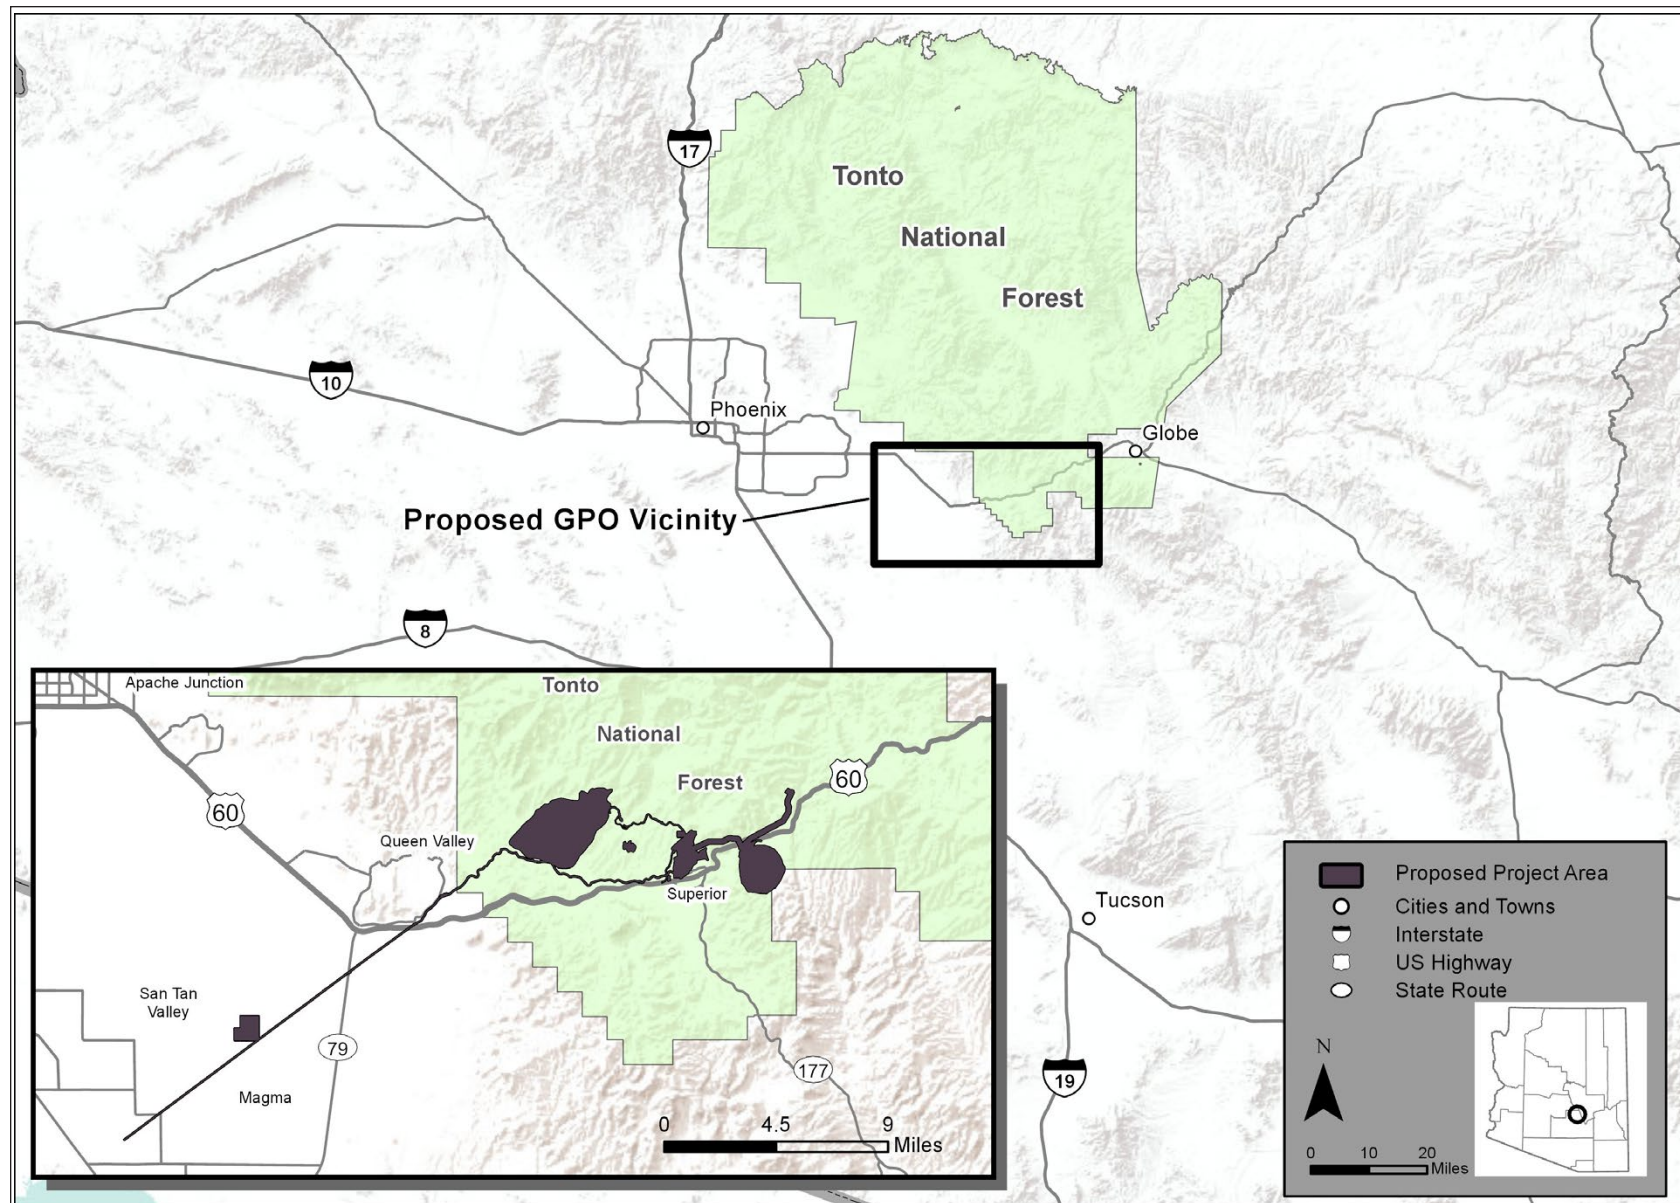 17
Tonto
National
Forest
10
Phoenix
Globe
Proposed GPO Vicinity
8
Apache Junction
Tonto
National
Forest
60
60
Queen Valley
Superior
San Tan
Valley
79
Magma
177
0 4.5 9
Miles
Tucson
19
Proposed Project Area
Cities and Towns
Interstate
US Highway
State Route
N
0 10 20
Miles